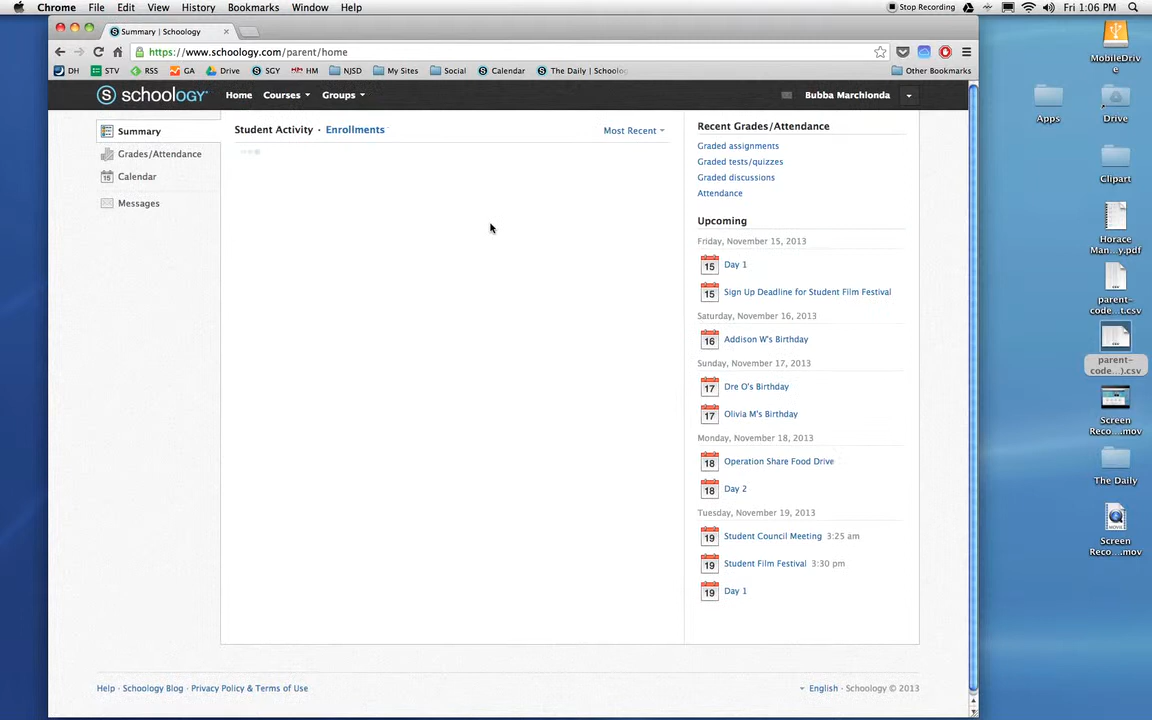 Chrome File Edit View History Bookmarks Window Help Stop Recording Fri 1:06 PM
Summary | Schoology
https://www.schoology.com/parent/home
DH STV RSS GA Drive SGY HM HM NJSD My Sites Social Calendar The Daily | Schoolo Other Bookmarks
S schoology Home Courses Groups Bubba Marchionda
Summary
Grades/Attendance
15 Calendar
Messages
Student Activity · Enrollments Most Recent
Recent Grades/Attendance
Graded assignments
Graded tests/quizzes
Graded discussions
Attendance
Upcoming
Friday, November 15, 2013
15 Day 1
15 Sign Up Deadline for Student Film Festival
Saturday, November 16, 2013
16 Addison W's Birthday
Sunday, November 17, 2013
17 Dre O's Birthday
17 Olivia M's Birthday
Monday, November 18, 2013
18 Operation Share Food Drive
18 Day 2
Tuesday, November 19, 2013
19 Student Council Meeting 3:25 am
19 Student Film Festival 3:30 pm
19 Day 1
Help · Schoology Blog · Privacy Policy & Terms of Use
English · Schoology © 2013
MobileDriv
e
Apps
Drive
Clipart
Horace
Man...y.pdf
parent-
code...t.csv
parent-
code...).csv
Screen
Reco....mov
The Daily
Screen
Reco....mov